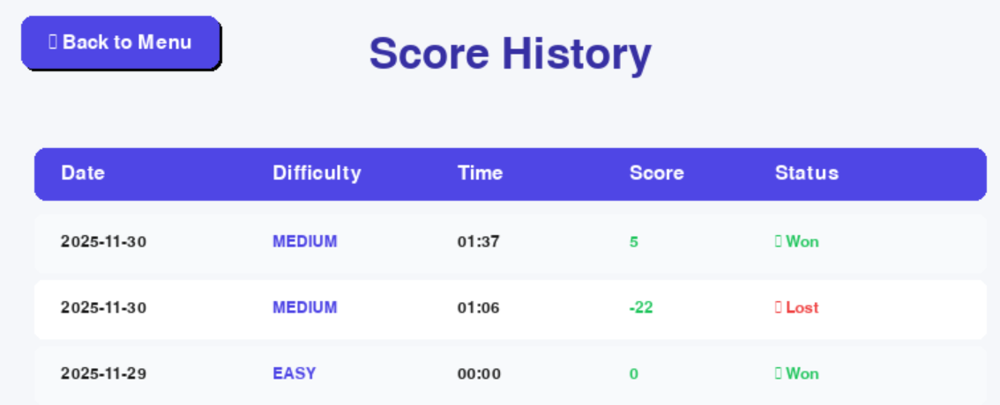 Back to Menu
Score History
Date Difficulty Time Score Status
2025-11-30 MEDIUM 01:37 5 Won
2025-11-30 MEDIUM 01:06 -22 Lost
2025-11-29 EASY 00:00 0 Won